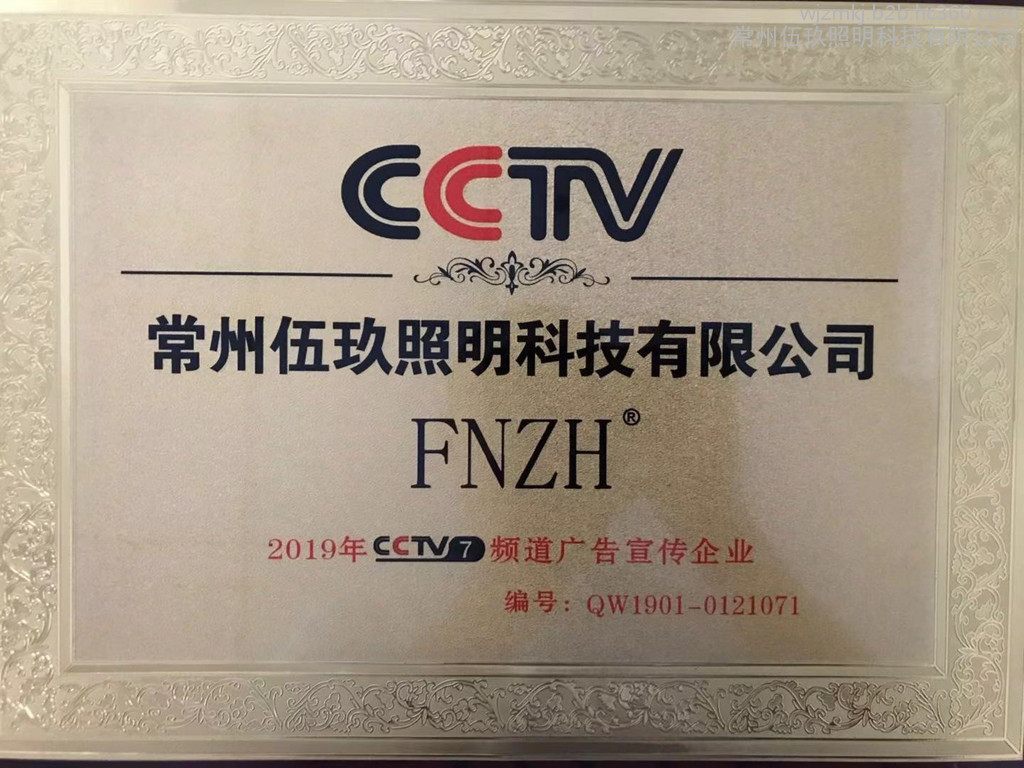 常州伍玖照明科技有限公司
CCTV
常州伍玖照明科技有限公司
FNZH®
2019年CCTV7频道广告宣传企业
编号：QW1901-0121071